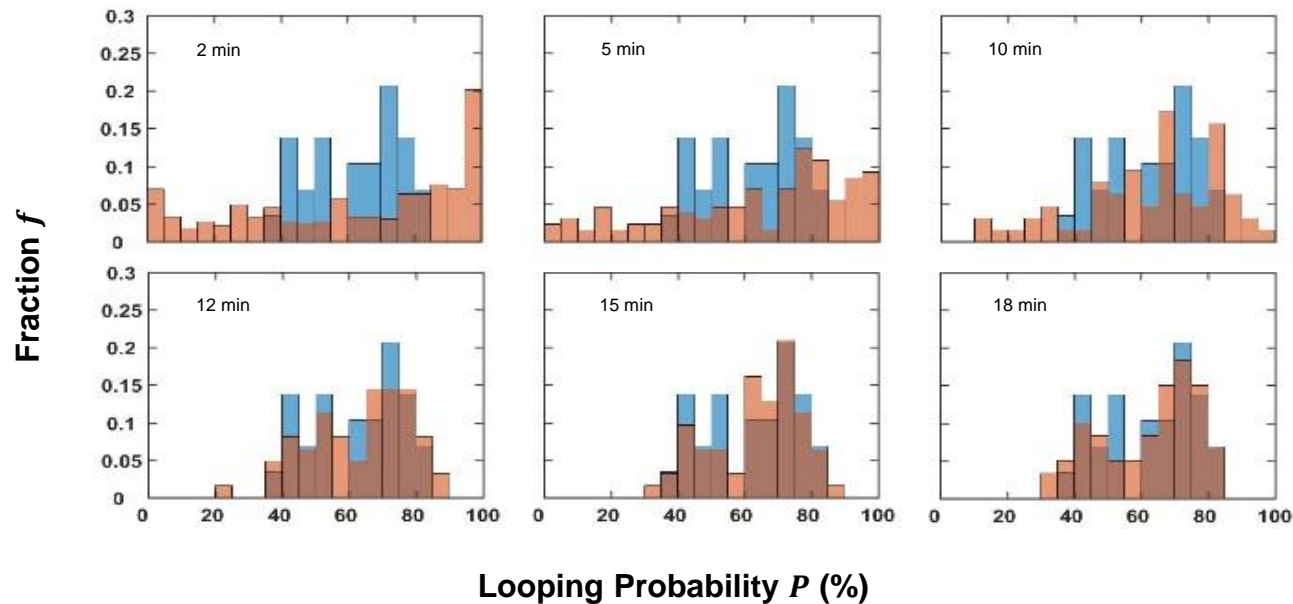 0.3
0.25
0.2
0.15
0.1
0.05
0
2 min
5 min
10 min
Fraction f
0.3
0.25
0.2
0.15
0.1
0.05
0
12 min
15 min
18 min
0 20 40 60 80 100
0 20 40 60 80 100
0 20 40 60 80 100
Looping Probability P (%)